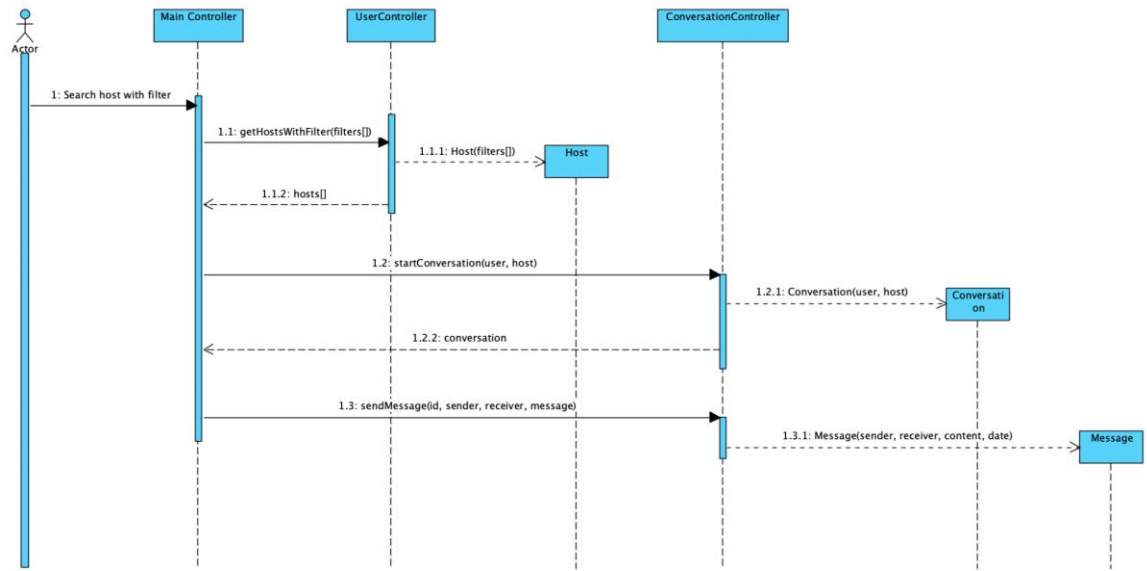 Main Controller
UserController
ConversationController
Actor
1: Search host with filter
1.1: getHostsWithFilter(filters[])
1.1.1: Host(filters[])
Host
1.1.2: hosts[]
1.2: startConversation(user, host)
1.2.1: Conversation(user, host)
Conversati
on
1.2.2: conversation
1.3: sendMessage(id, sender, receiver, message)
1.3.1: Message(sender, receiver, content, date)
Message